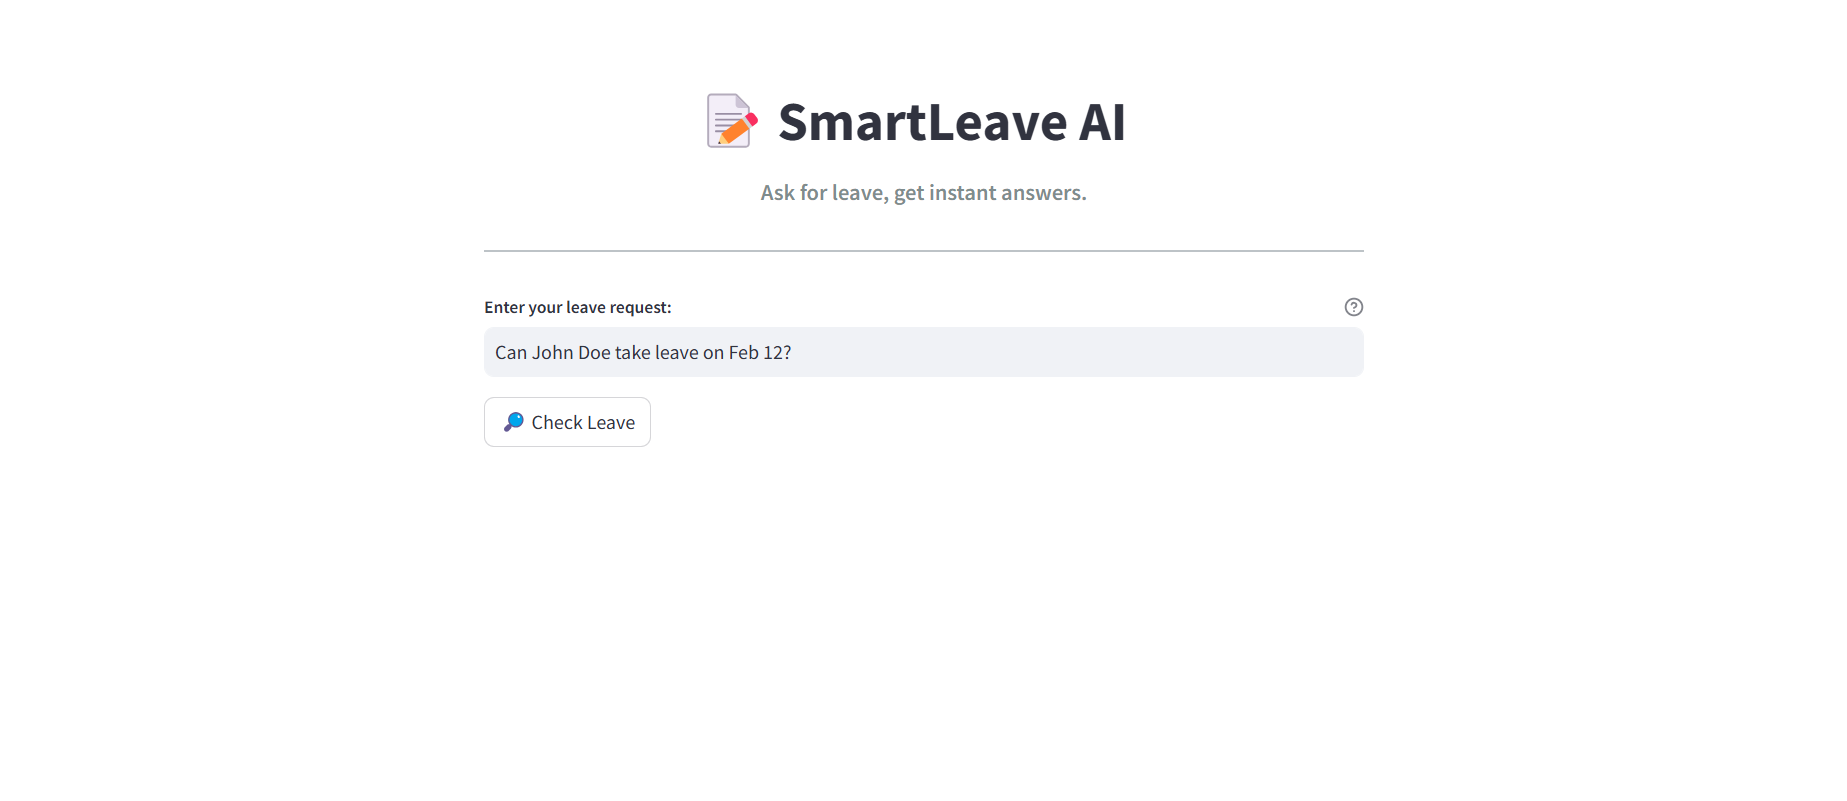 SmartLeave AI
Ask for leave, get instant answers.
Enter your leave request:
Can John Doe take leave on Feb 12?
Check Leave